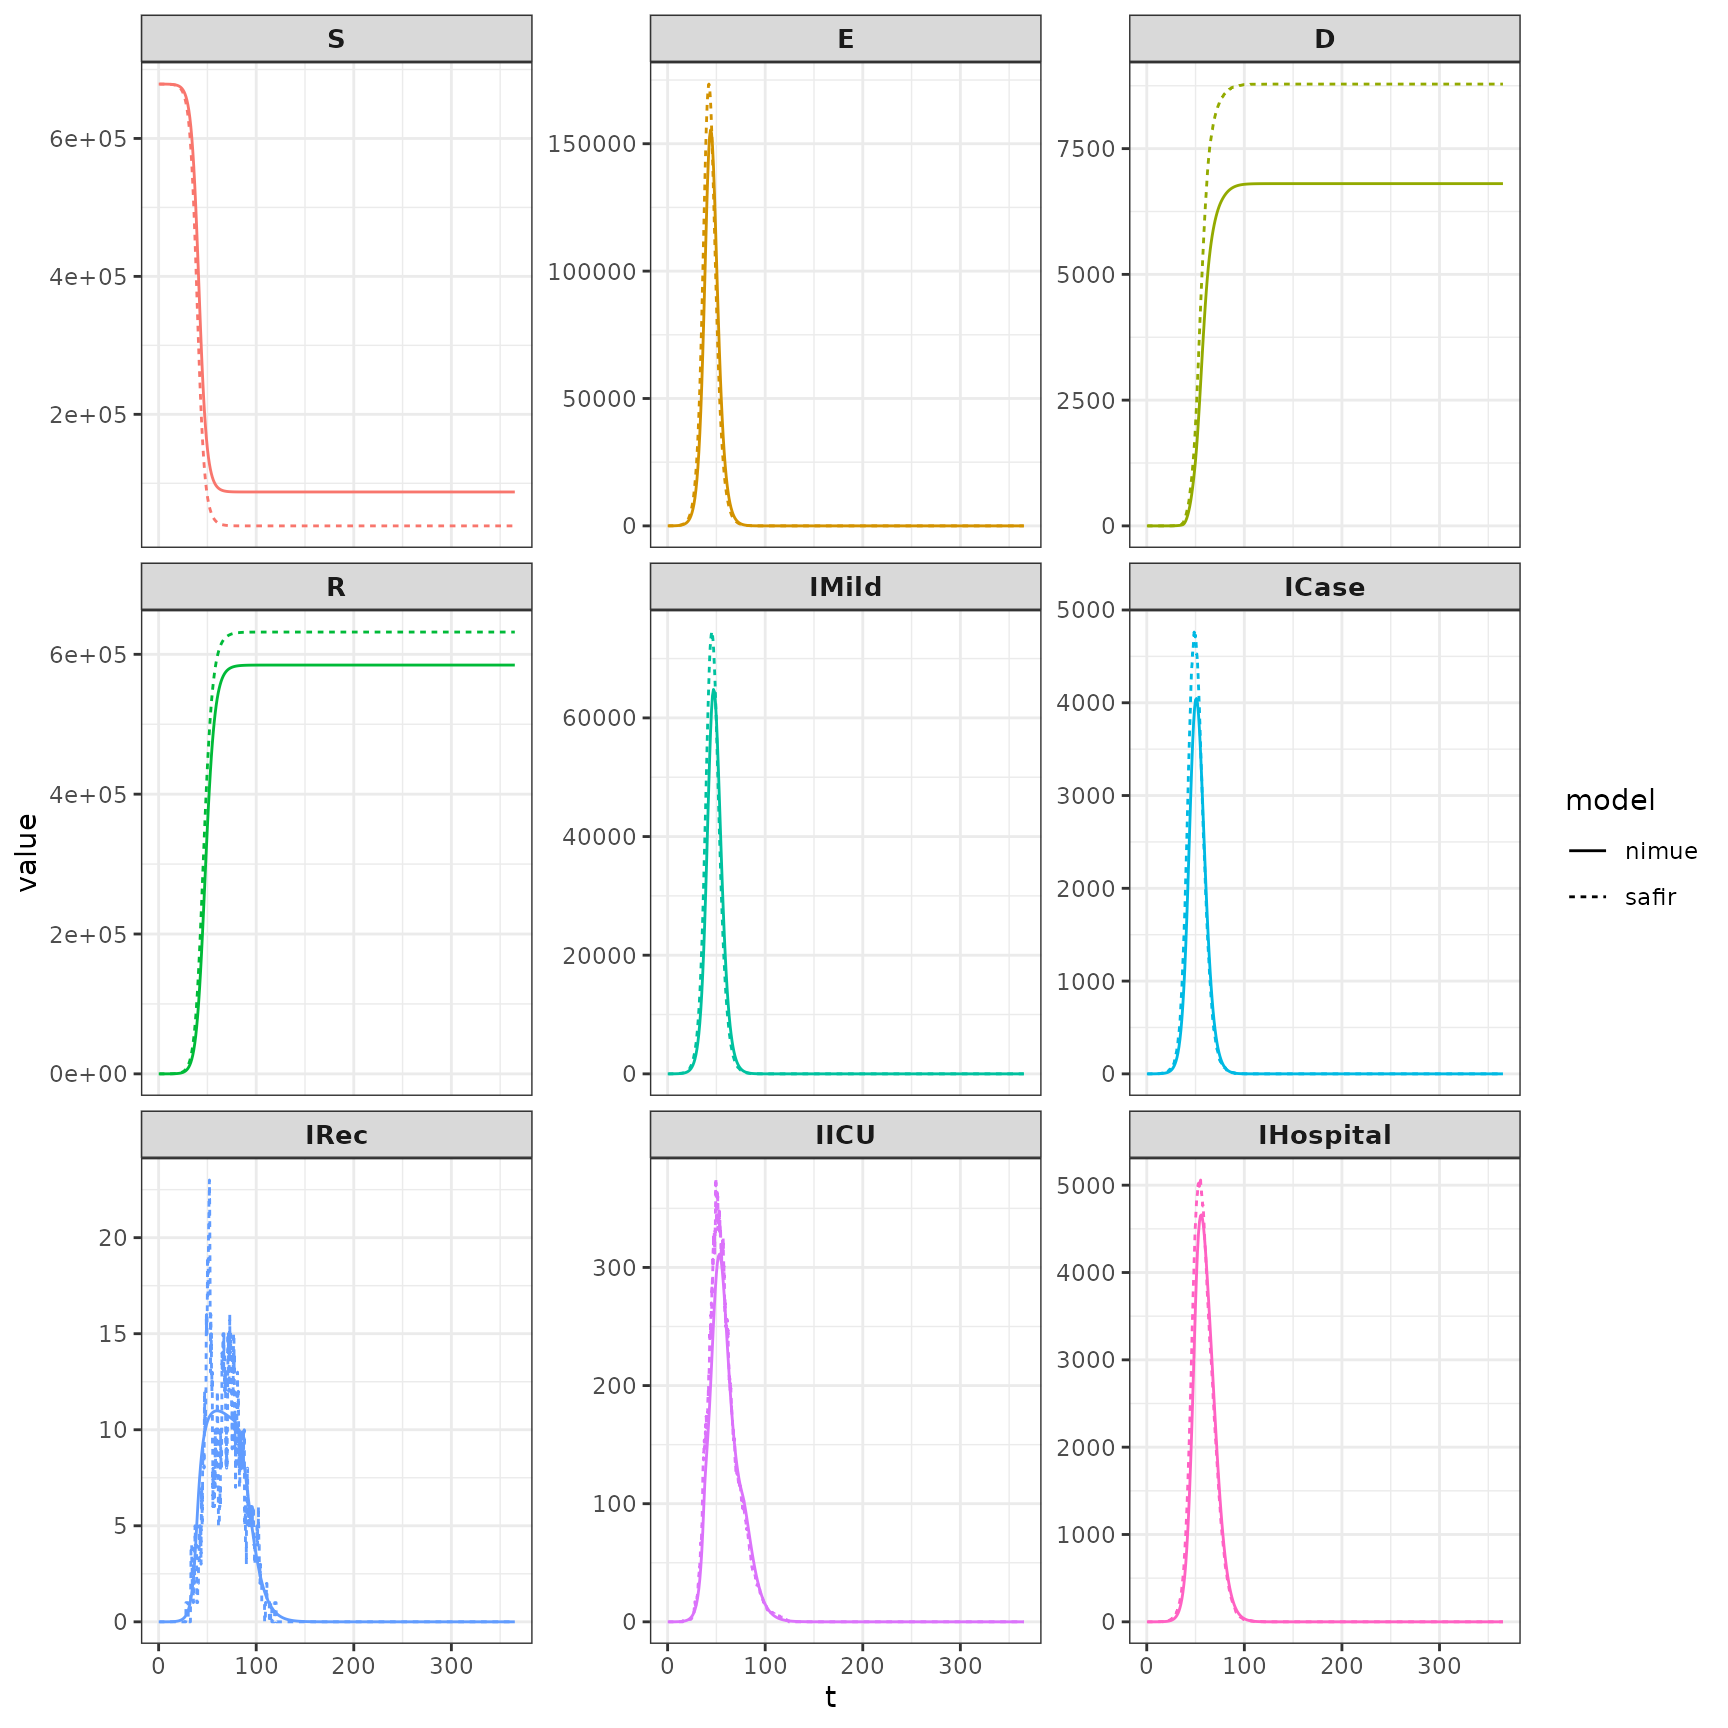 S
E
D
6e+05
4e+05
2e+05
150000
100000
50000
0
7500
5000
2500
0
R
IMild
ICase
6e+05
4e+05
2e+05
0e+00
60000
40000
20000
0
5000
4000
3000
2000
1000
0
IRec
IICU
IHospital
20
15
10
5
0
300
200
100
0
5000
4000
3000
2000
1000
0
0 100 200 300
0 100 200 300
0 100 200 300
t
value
model
nimue
safir